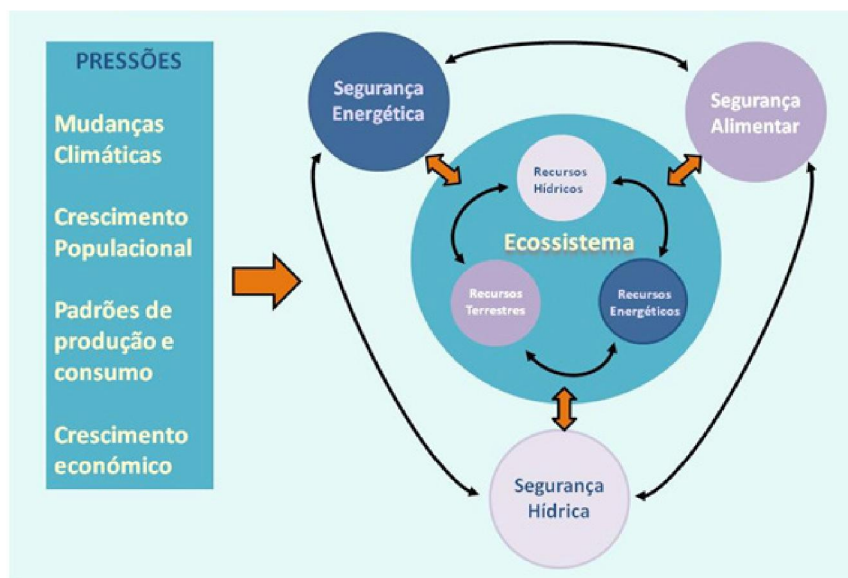 PRESSÕES
Mudanças
Climáticas
Crescimento
Populacional
Padrões de
produção e
consumo
Crescimento
económico
Segurança
Energética
Segurança
Alimentar
Recursos
Hídricos
Ecossistema
Recursos
Terrestres
Recursos
Energéticos
Segurança
Hídrica